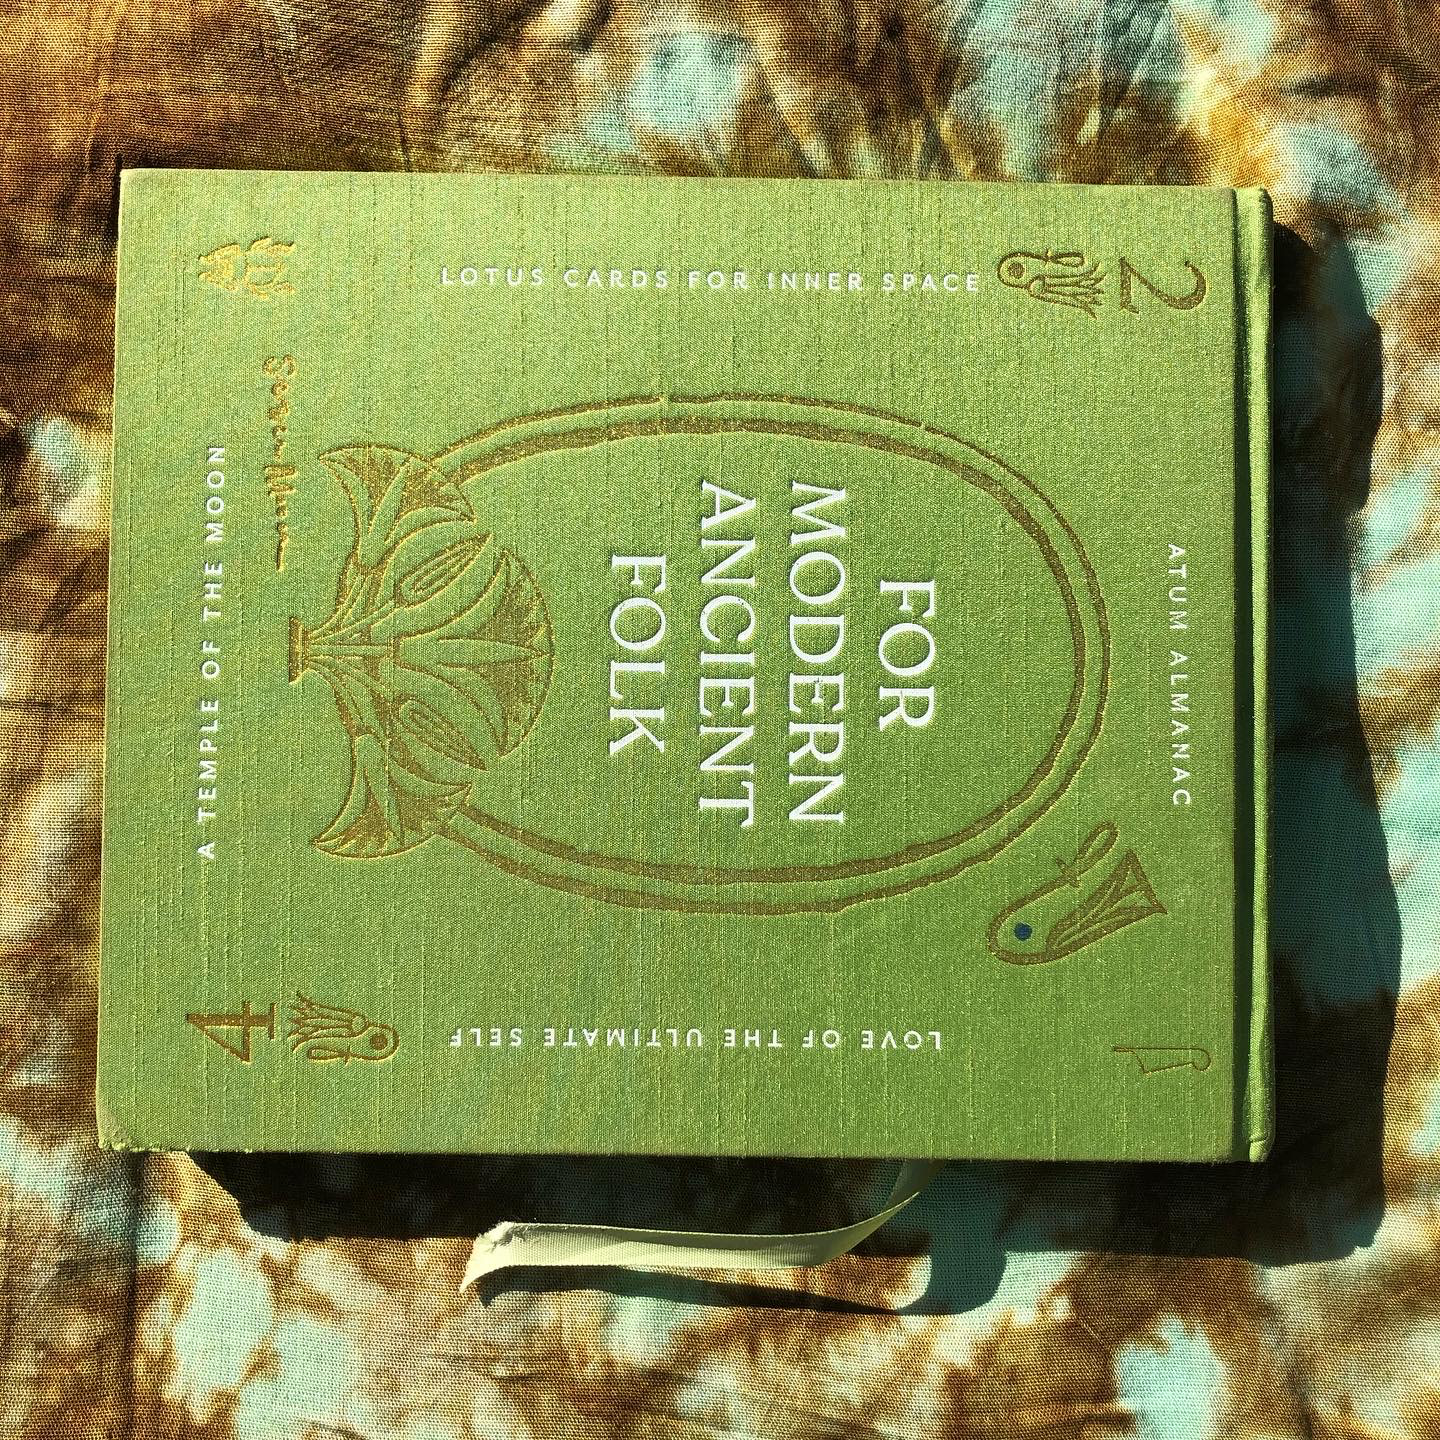 ATUM ALMANAC
2
LOTUS CARDS FOR INNER SPACE
FOR
MODERN
ANCIENT
FOLK
LOVE OF THE ULTIMATE SELF
4
A TEMPLE OF THE MOON